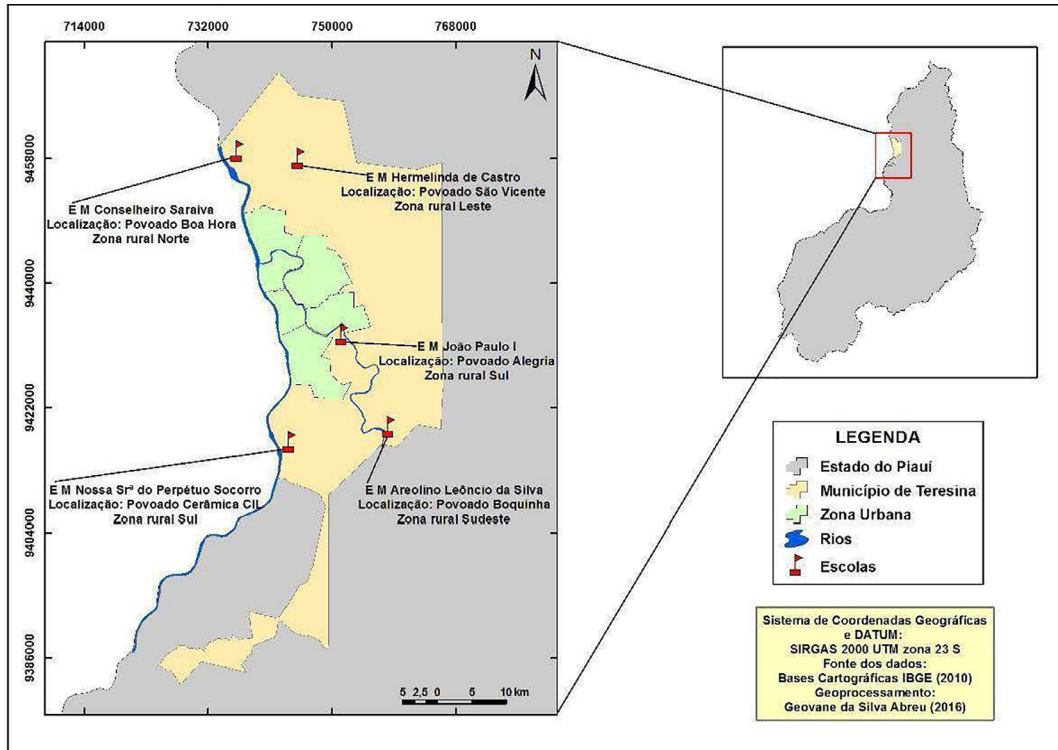 714000
732000
750000
768000
9458000
9440000
9422000
9404000
9386000
N
E M Hermelinda de Castro
Localização: Povoado São Vicente
Zona rural Leste
E M Conselheiro Saraiva
Localização: Povoado Boa Hora
Zona rural Norte
E M João Paulo I
Localização: Povoado Alegria
Zona rural Sul
E M Nossa Srª do Perpétuo Socorro
Localização: Povoado Cerâmica CIL
Zona rural Sul
E M Areolino Leôncio da Silva
Localização: Povoado Boquinha
Zona rural Sudeste
5 2,5 0 5 10 km
LEGENDA
Estado do Piauí
Município de Teresina
Zona Urbana
Rios
Escolas
Sistema de Coordenadas Geográficas
e DATUM:
SIRGAS 2000 UTM zona 23 S
Fonte dos dados:
Bases Cartográficas IBGE (2010)
Geoprocessamento:
Geovane da Silva Abreu (2016)